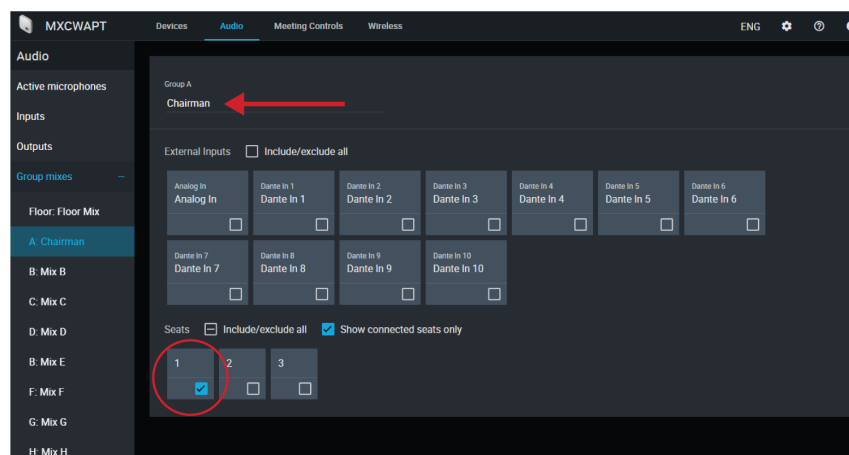 MXCWAPT Devices Audio Meeting Controls Wireless ENG
Audio
Active microphones
Inputs
Outputs
Group mixes
Floor: Floor Mix
A: Chairman
B: Mix B
C: Mix C
D: Mix D
B: Mix E
F: Mix F
G: Mix G
H: Mix H
Group A
Chairman
External Inputs Include/exclude all
Analog In Dante In 1 Dante In 2 Dante In 3 Dante In 4 Dante In 5 Dante In 6
Analog In Dante In 1 Dante In 2 Dante In 3 Dante In 4 Dante In 5 Dante In 6
Dante In 7 Dante In 8 Dante In 9 Dante In 10
Dante In 7 Dante In 8 Dante In 9 Dante In 10
Seats Include/exclude all Show connected seats only
1 2 3